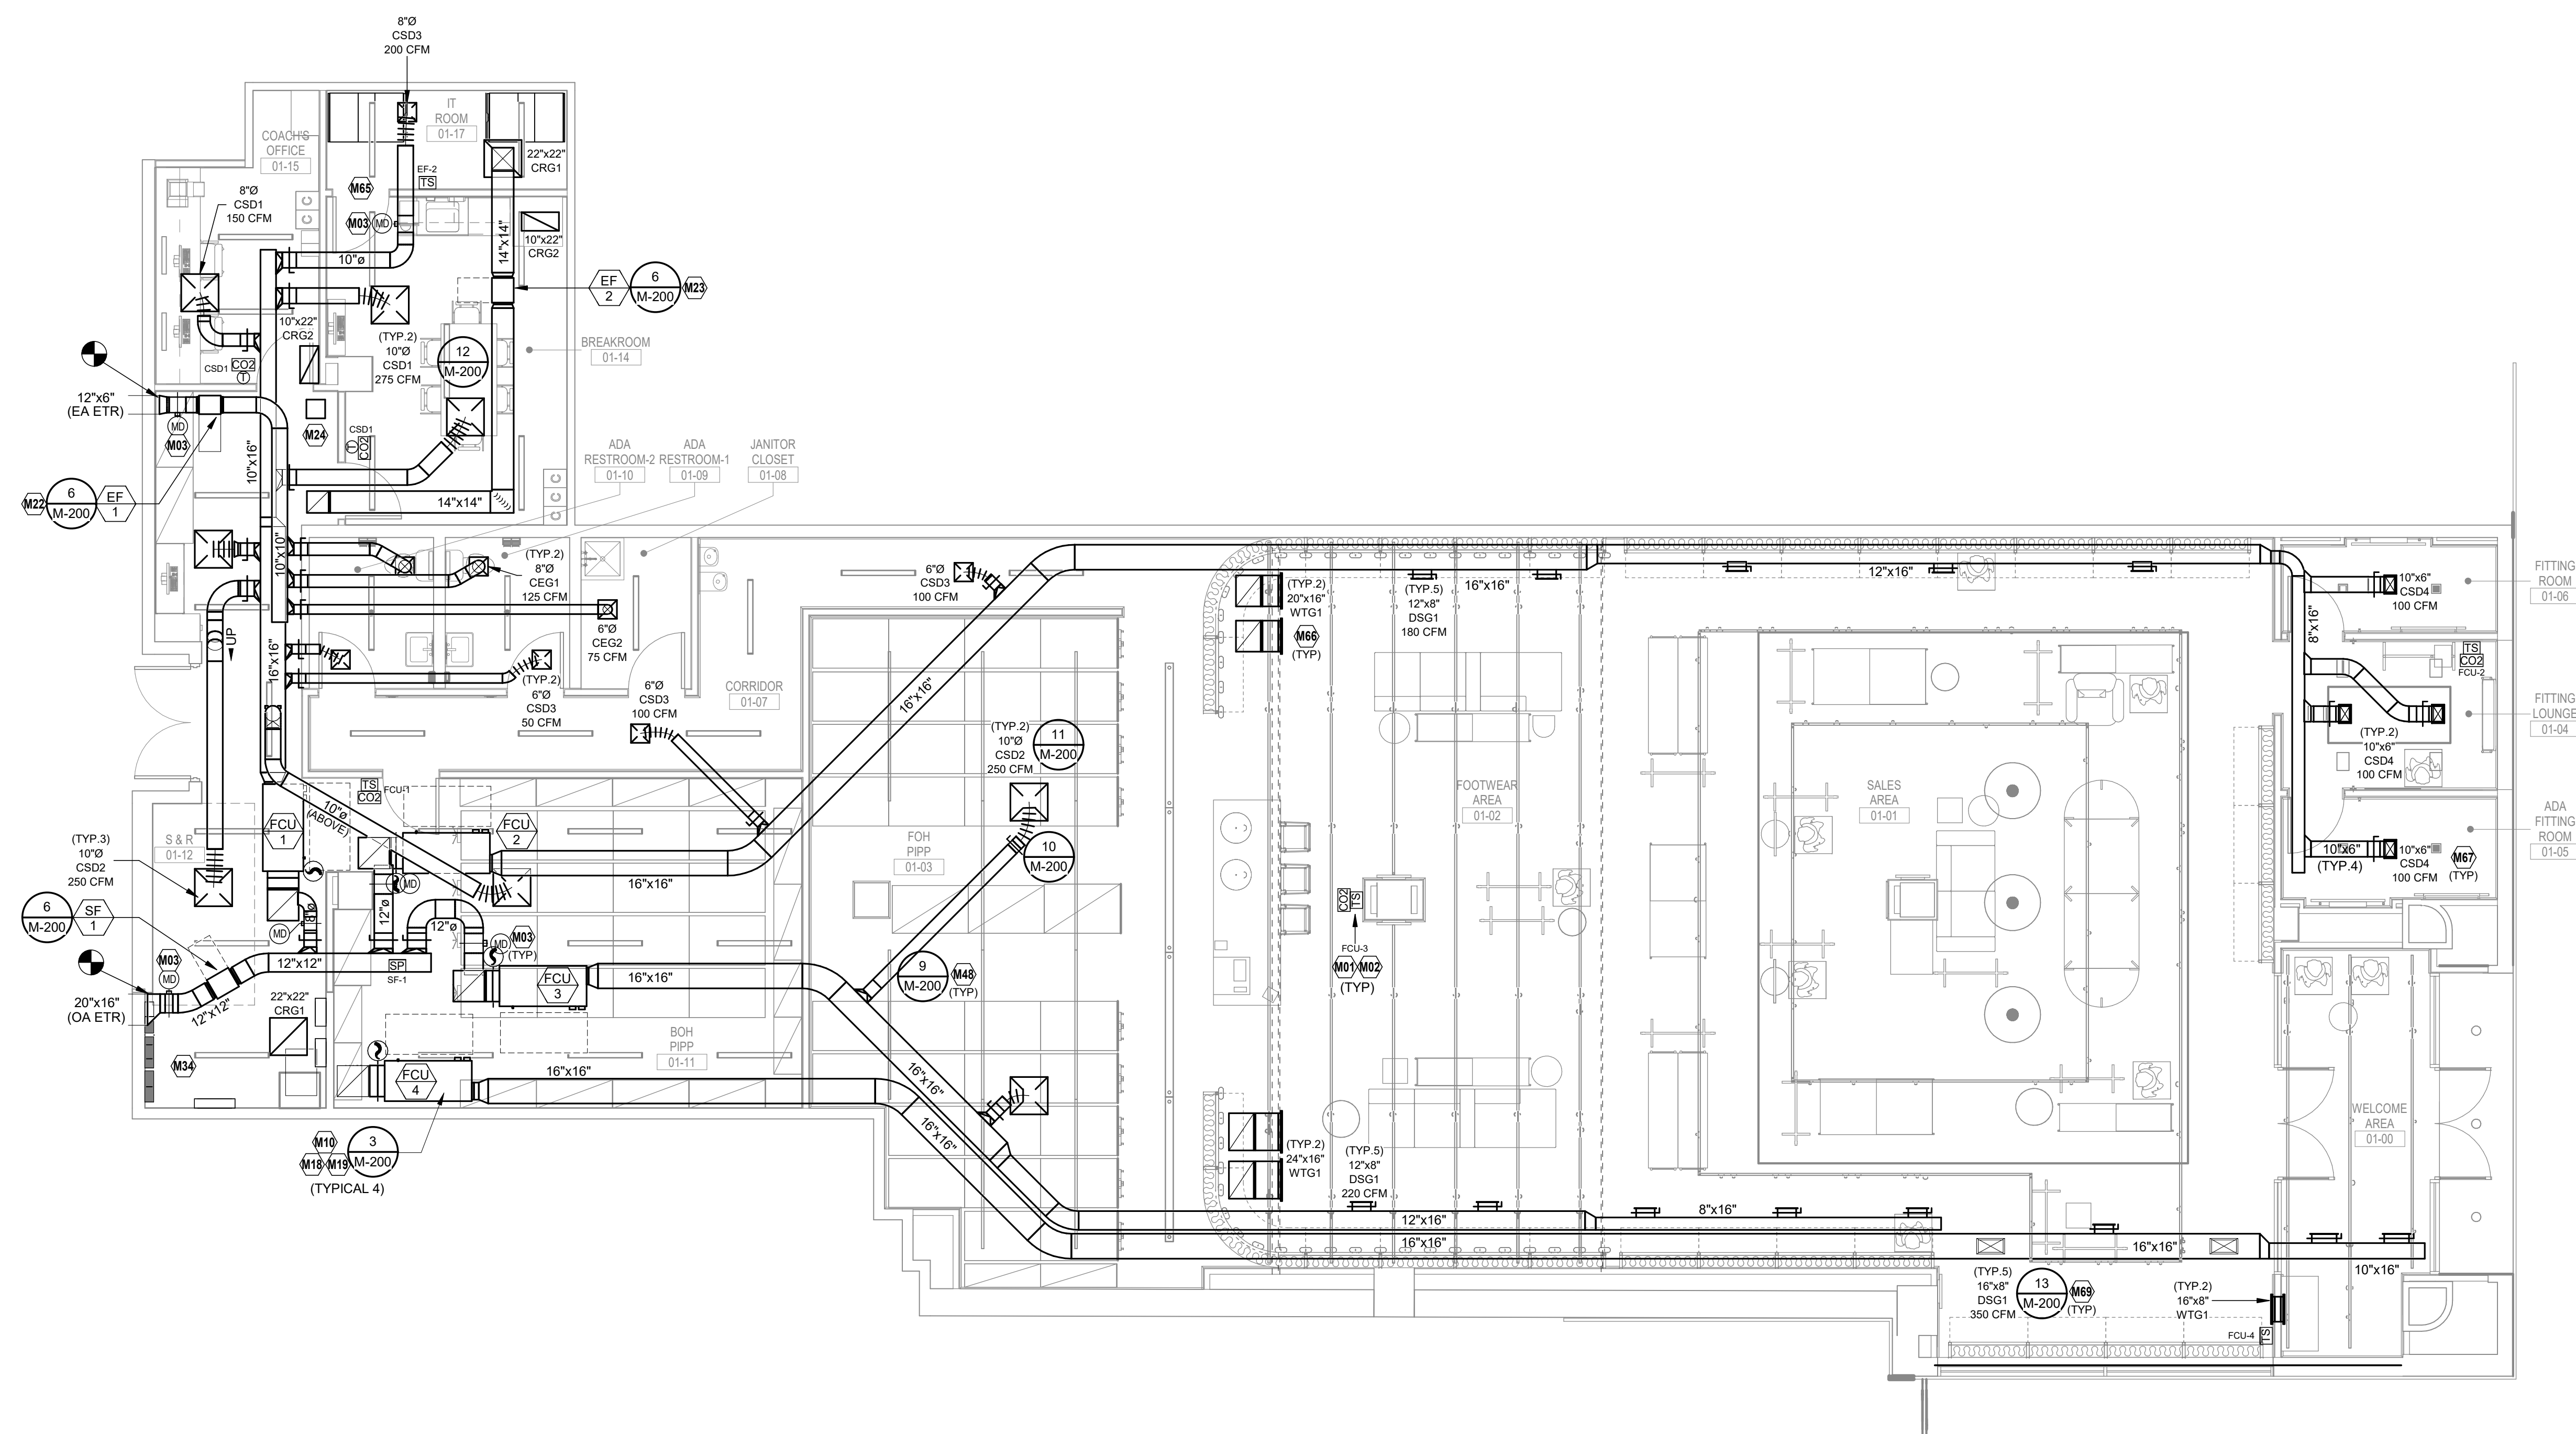 8"Ø
CSD3
200 CFM
IT
ROOM
01-17
COACH'S
OFFICE
01-15
22"x22"
CRG1
EF-2
TS
M65
8"Ø
CSD1
150 CFM
C
C
M03
MD
14"x14"
10"x22"
CRG2
10"ø
EF
2
6
M-200
M23
10"x22"
CRG2
(TYP.2)
10"Ø
CSD1
275 CFM
12
M-200
BREAKROOM
01-14
CSD1
CO2
T
12"x6"
(EA ETR)
MD
M03
M24
CSD1
T
CO2
10"x16"
ADA
RESTROOM-2
01-10
ADA
RESTROOM-1
01-09
JANITOR
CLOSET
01-08
C
C
C
M22
6
M-200
EF
1
14"x14"
10"x10"
(TYP.2)
8"Ø
CEG1
125 CFM
6"Ø
CSD3
100 CFM
6"Ø
CEG2
75 CFM
UP
16"x16"
(TYP.2)
6"Ø
CSD3
50 CFM
6"Ø
CSD3
100 CFM
CORRIDOR
01-07
16"x16"
(TYP.2)
20"x16"
WTG1
M66
(TYP)
(TYP.5)
12"x8"
DSG1
180 CFM
16"x16"
12"x16"
8"x16"
10"x6"
CSD4
100 CFM
FITTING
ROOM
01-06
TS
CO2
FCU-2
FITTING
LOUNGE
01-04
(TYP.2)
10"x6"
CSD4
100 CFM
(TYP.2)
10"Ø
CSD2
250 CFM
11
M-200
FOOTWEAR
AREA
01-02
SALES
AREA
01-01
10"ø
(ABOVE)
TS
CO2
FCU-1
FCU
1
FCU
2
S & R
01-12
(TYP.3)
10"Ø
CSD2
250 CFM
FOH
PIPP
01-03
10
M-200
ADA
FITTING
ROOM
01-05
10"x6"
(TYP.4)
10"x6"
CSD4
100 CFM
M67
(TYP)
16"x16"
MD
8"ø
12"ø
12"ø
CO2
TS
6
M-200
SF
1
MD
MD
M03
(TYP)
FCU-3
M01
M02
(TYP)
M03
MD
12"x12"
SP
SF-1
16"x16"
9
M-200
M48
(TYP)
FCU
3
20"x16"
(OA ETR)
12"x12"
22"x22"
CRG1
BOH
PIPP
01-11
M34
FCU
4
16"x16"
16"x16"
16"x16"
M10
M18
M19
3
M-200
(TYPICAL 4)
(TYP.2)
24"x16"
WTG1
(TYP.5)
12"x8"
DSG1
220 CFM
WELCOME
AREA
01-00
12"x16"
8"x16"
16"x16"
16"x16"
10"x16"
(TYP.5)
16"x8"
DSG1
350 CFM
13
M-200
M69
(TYP)
(TYP.2)
16"x8"
WTG1
FCU-4
TS